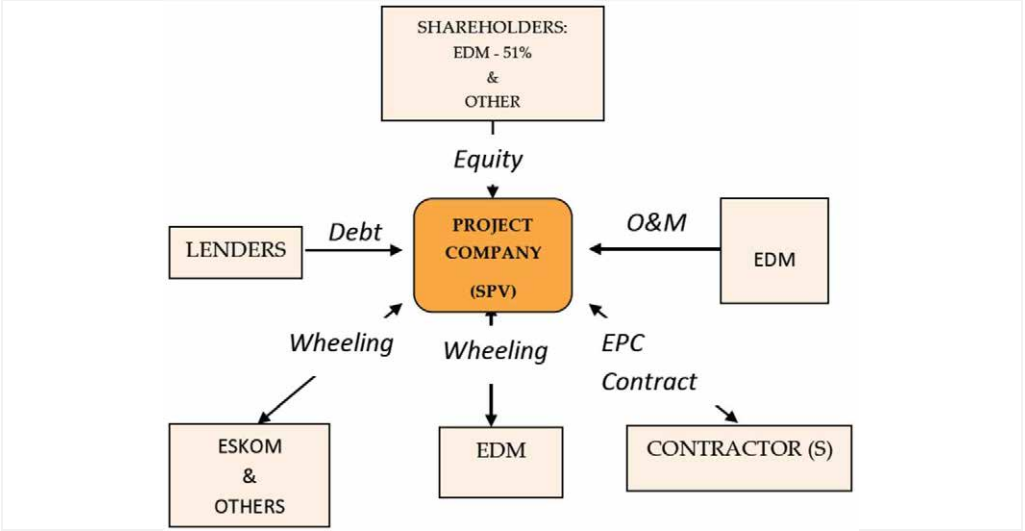 SHAREHOLDERS:
EDM - 51%
&
OTHER
Equity
PROJECT
COMPANY
(SPV)
LENDERS
Debt
O&M
EDM
Wheeling
Wheeling
EPC
Contract
ESKOM
&
OTHERS
EDM
CONTRACTOR (S)